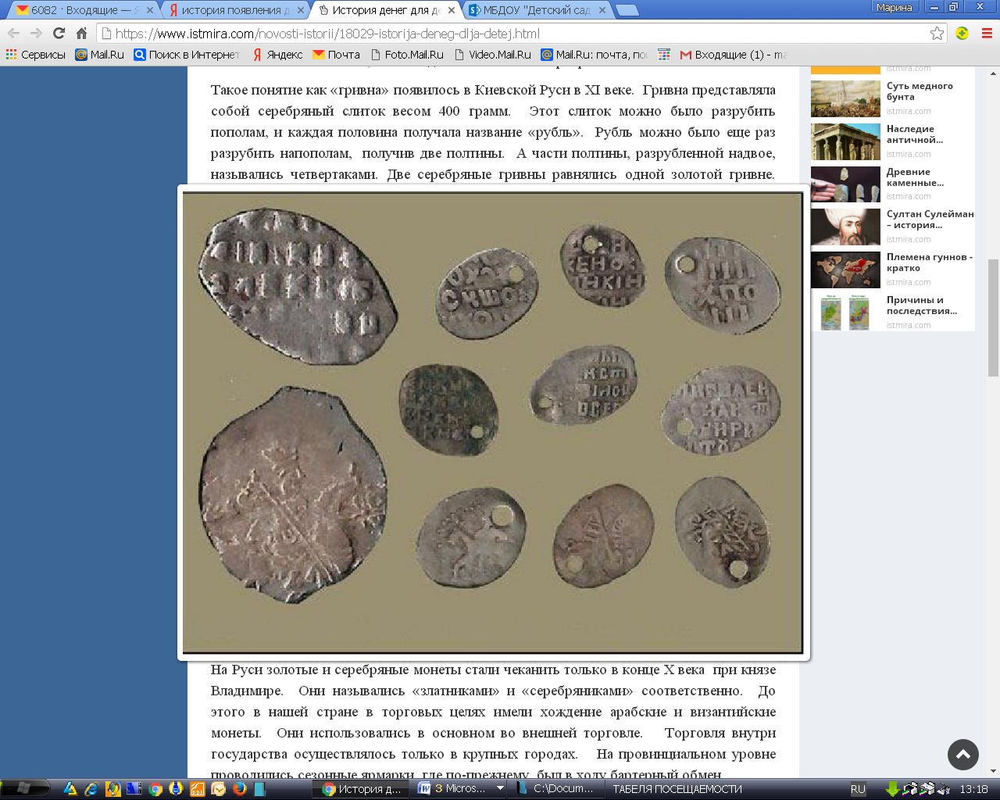 6082 · Входящие — Я
история появления д
История денег для де
МБДОУ "Детский сад
Марина
https://www.istmira.com/novosti-istorii/18029-istorija-deneg-dlja-detej.html
Сервисы
Mail.Ru
Поиск в Интернет
Яндекс
Почта
Foto.Mail.Ru
Video.Mail.Ru
Mail.Ru: почта, по
Входящие (1) - ma
Такое понятие как «гривна» появилось в Киевской Руси в XI веке. Гривна представляла
собой серебряный слиток весом 400 грамм. Этот слиток можно было разрубить
пополам, и каждая половина получала название «рубль». Рубль можно было еще раз
разрубить напополам, получив две полтины. А части полтины, разрубленной надвое,
назывались четвертаками. Две серебряные гривны равнялись одной золотой гривне.
На Руси золотые и серебряные монеты стали чеканить только в конце X века при князе
Владимире. Они назывались «златниками» и «серебряниками» соответственно. До
этого в нашей стране в торговых целях имели хождение арабские и византийские
монеты. Они использовались в основном во внешней торговле. Торговля внутри
государства осуществлялось только в крупных городах. На провинциальном уровне
проводились сезонные ярмарки, где по-прежнему был в ходу бартерный обмен
istmira.com
Суть медного
бунта
istmira.com
Наследие
античной...
istmira.com
Древние
каменные...
istmira.com
Султан Сулейман
– история...
istmira.com
Племена гуннов -
кратко
istmira.com
Причины и
последствия...
istmira.com
История д...
3 Micros...
C:\Docum...
ТАБЕЛЯ ПОСЕЩАЕМОСТИ
RU
13:18